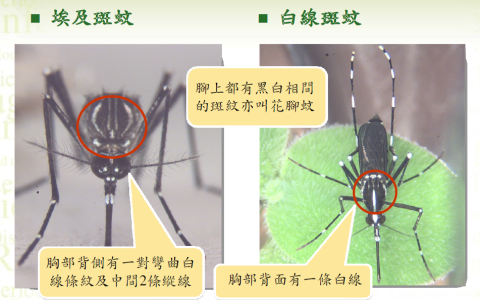 埃及斑蚊
白線斑蚊
腳上都有黑白相間
的斑紋亦叫花腳蚊
胸部背側有一對彎曲白
線條紋及中間2條縱線
胸部背面有一條白線